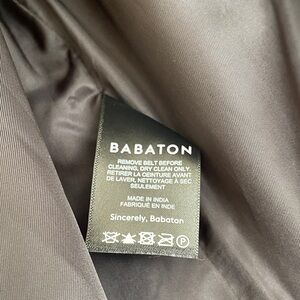 BABATON
REMOVE BELT BEFORE
CLEANING, DRY CLEAN ONLY.
RETIRER LA CEINTURE AVANT
DE LAVER, NETTOYAGE À SEC
SEULEMENT
MADE IN INDIA
FABRIQUÉ EN INDE
Sincerely, Babaton
P